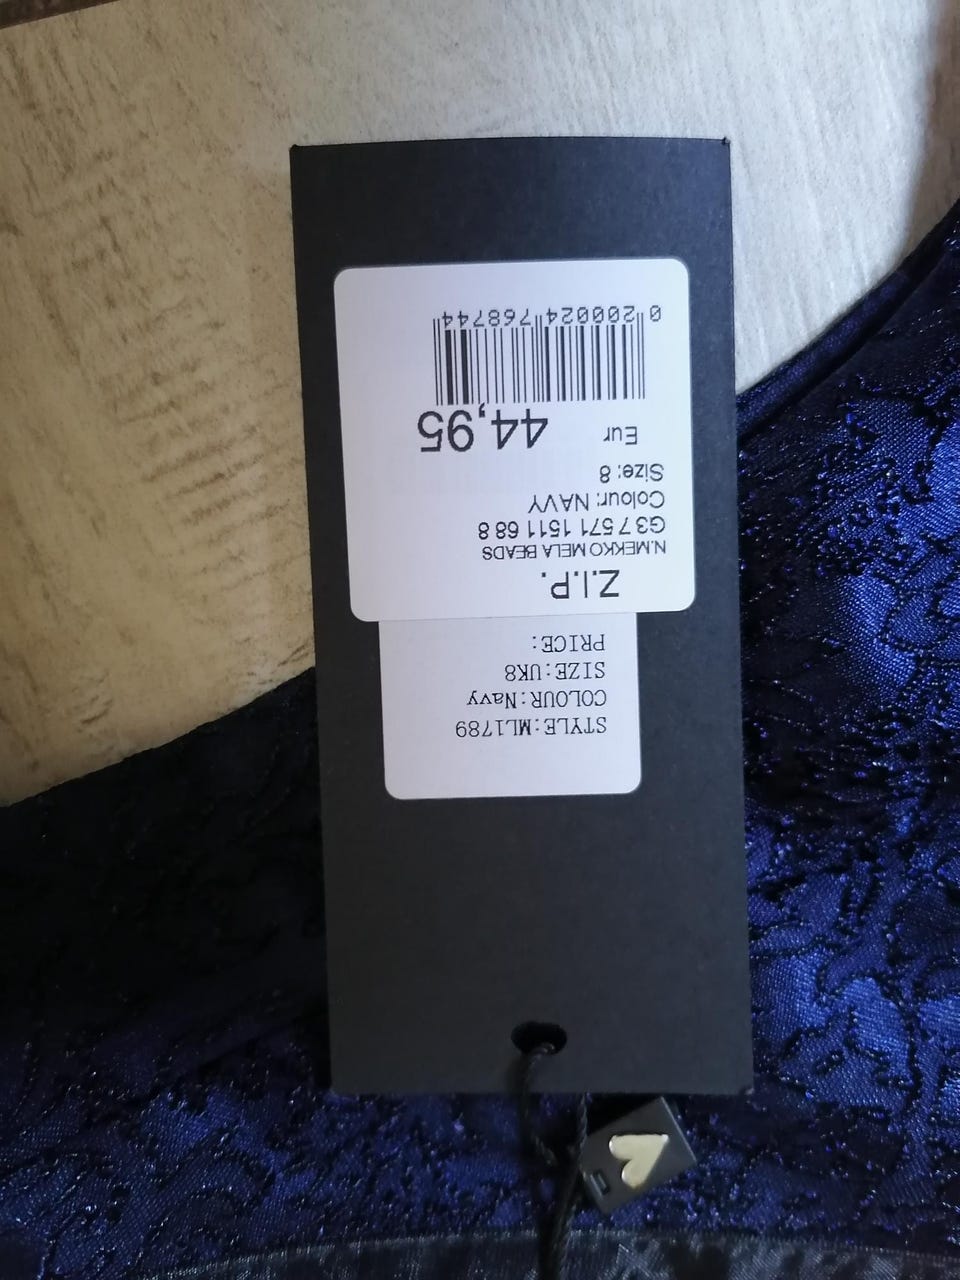 STYLE:ML1789
COLOUR:Navy
SIZE:UK8
PRICE:
Z.I.P.
N.MEKKO MELA BEADS
G3 7 571 1511 68 8
Colour: NAVY
Size: 8
Eur 44,95
0 200024 768744